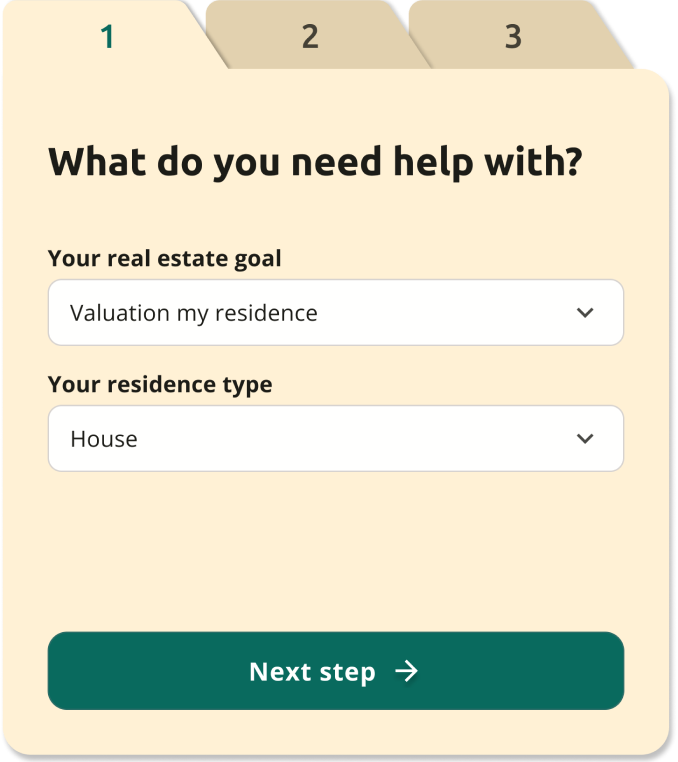 1 2 3
What do you need help with?
Your real estate goal
Valuation my residence
Your residence type
House
Next step →